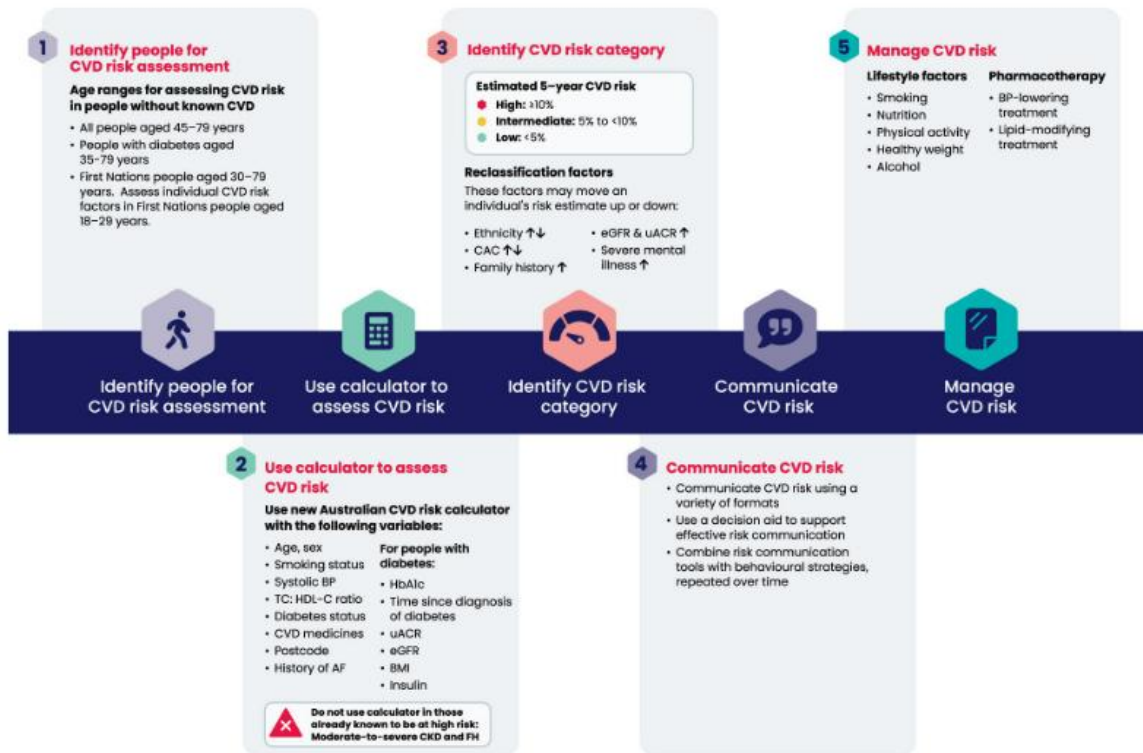 1
Identify people for
CVD risk assessment
Age ranges for assessing CVD risk
in people without known CVD
• All people aged 45–79 years
• People with diabetes aged
35-79 years
• First Nations people aged 30–79
years. Assess individual CVD risk
factors in First Nations people aged
18–29 years.
3
Identify CVD risk category
Estimated 5-year CVD risk
High: ≥10%
Intermediate: 5% to <10%
Low: <5%
Reclassification factors
These factors may move an
individual's risk estimate up or down:
• Ethnicity ↑↓
• CAC ↑↓
• Family history ↑
• eGFR & uACR ↑
• Severe mental
illness ↑
5
Manage CVD risk
Lifestyle factors
• Smoking
• Nutrition
• Physical activity
• Healthy weight
• Alcohol
Pharmacotherapy
• BP-lowering
treatment
• Lipid-modifying
treatment
Identify people for
CVD risk assessment
Use calculator to
assess CVD risk
Identify CVD risk
category
Communicate
CVD risk
Manage
CVD risk
2
Use calculator to assess
CVD risk
Use new Australian CVD risk calculator
with the following variables:
• Age, sex
• Smoking status
• Systolic BP
• TC: HDL-C ratio
• Diabetes status
• CVD medicines
• Postcode
• History of AF
For people with
diabetes:
• HbA1c
• Time since diagnosis
of diabetes
• uACR
• eGFR
• BMI
• Insulin
Do not use calculator in those
already known to be at high risk:
Moderate-to-severe CKD and FH
4
Communicate CVD risk
• Communicate CVD risk using a
variety of formats
• Use a decision aid to support
effective risk communication
• Combine risk communication
tools with behavioural strategies,
repeated over time